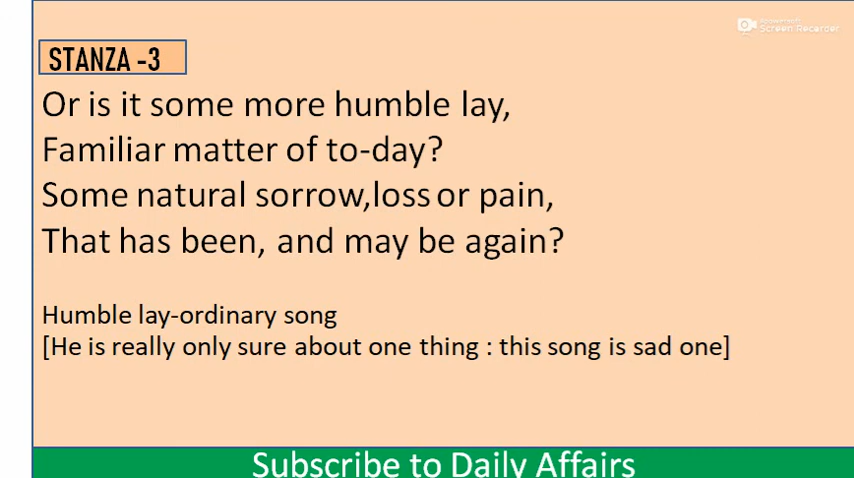 Screen Recorder
STANZA -3
Or is it some more humble lay,
Familiar matter of to-day?
Some natural sorrow,loss or pain,
That has been, and may be again?
Humble lay-ordinary song
[He is really only sure about one thing : this song is sad one]
Subscribe to Daily Affairs